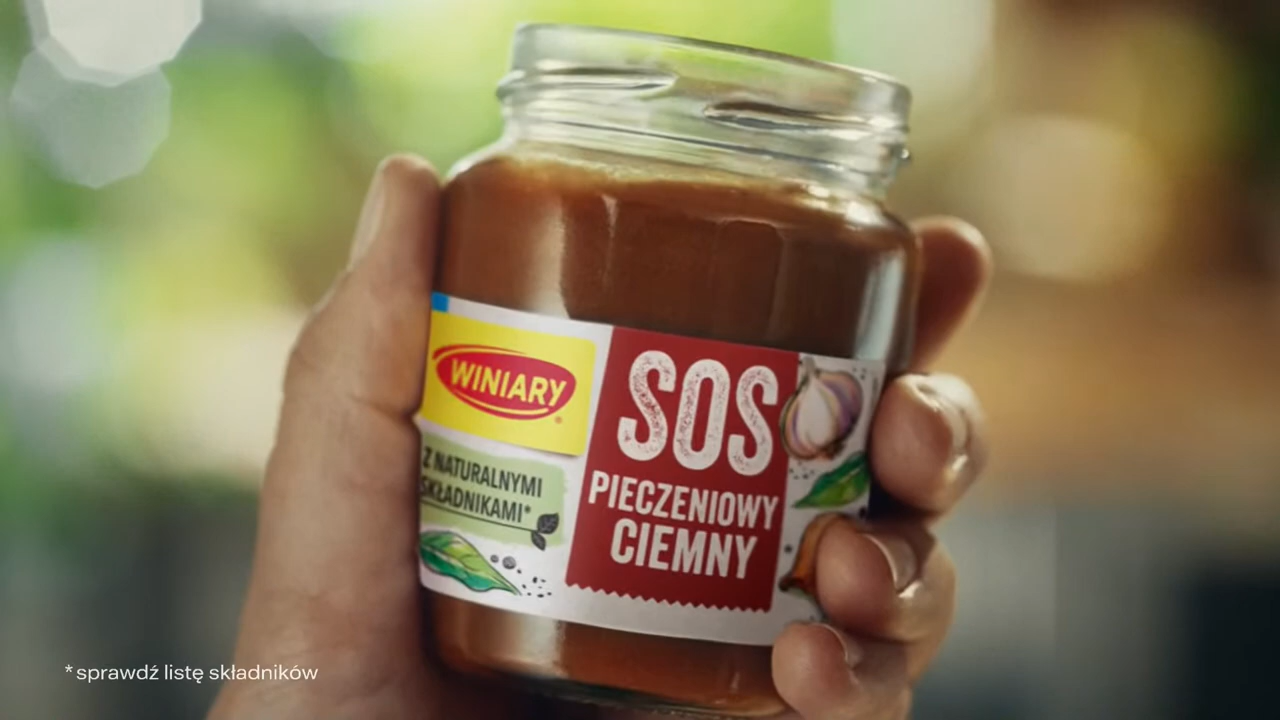 WINIARY
Z NATURALNYMI
SKŁADNIKAMI*
SOS
PIECZENIOWY
CIEMNY
*sprawdź listę składników